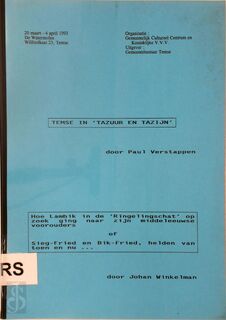 20 maart - 4 april 1993
De Watermolen
Wilfordkaai 23, Temse
Organisatie :
Gemeentelijk Cultureel Centrum en
Koninklijke V.V.V.
Uitgever :
Gemeentebestuur Temse
TEMSE IN 'TAZUUR EN TAZIJN'
door Paul Verstappen
Hoe Lambik in de 'Ringelingschat' op
zoek ging naar zijn middeleeuwse
voorouders
of
Sieg-fried en Bik-fried, helden van
toen en nu ...
RS
door Johan Winkelman